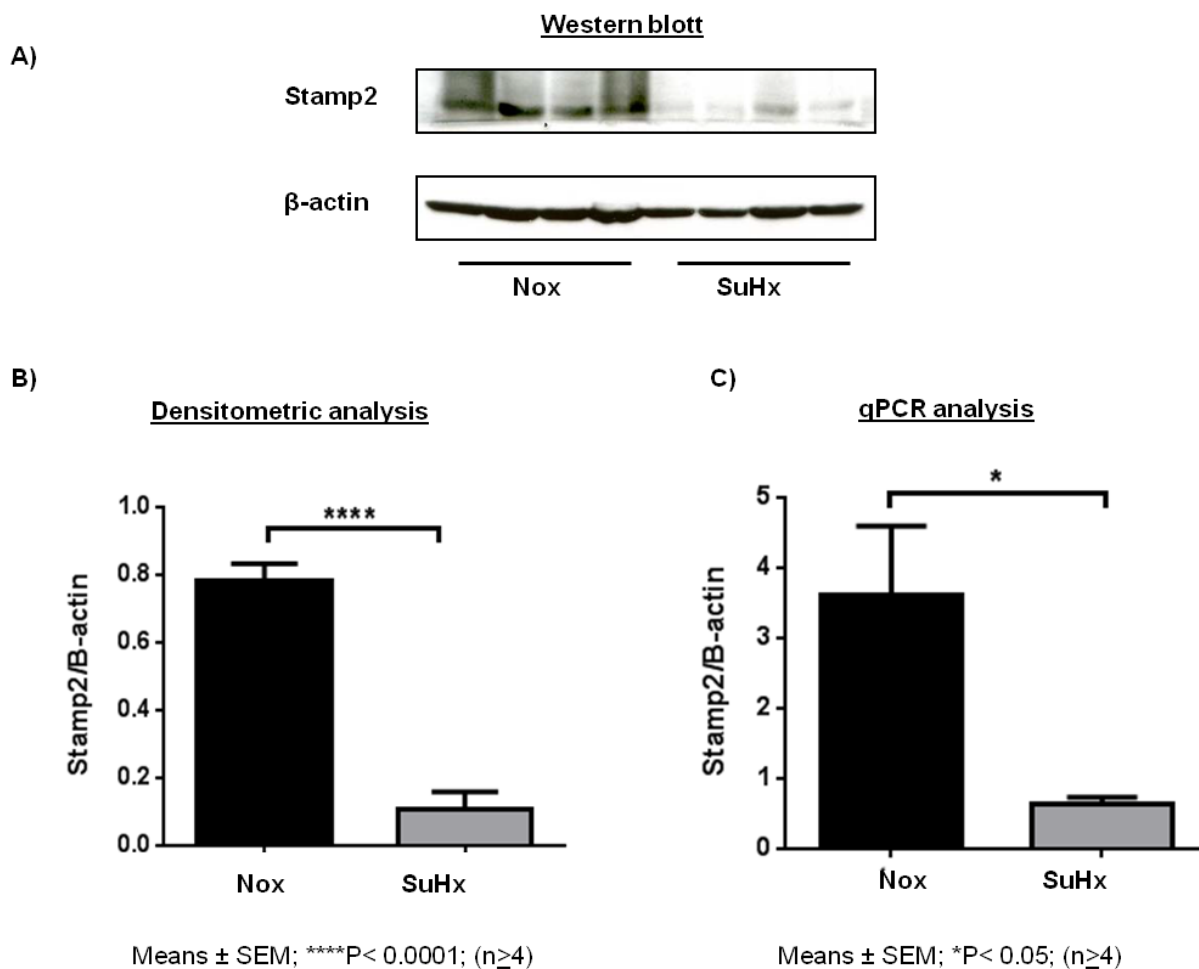 Western blott
A)
Stamp2
β-actin
Nox SuHx
B)
C)
Densitometric analysis
qPCR analysis
****
*
Stamp2/B-actin
1.0
0.8
0.6
0.4
0.2
0.0
Nox SuHx
Stamp2/B-actin
5
4
3
2
1
0
Nox SuHx
Means ± SEM; ****P< 0.0001; (n≥4)
Means ± SEM; *P< 0.05; (n≥4)